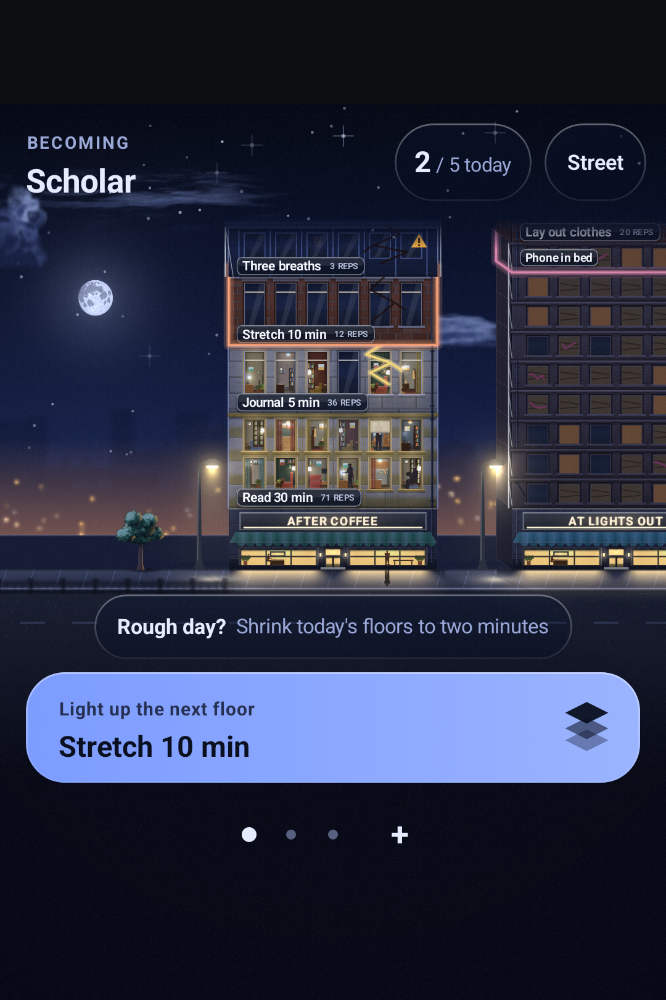 BECOMING
Scholar
2 / 5 today
Street
Three breaths 3 REPS
Stretch 10 min 12 REPS
Journal 5 min 36 REPS
Read 30 min 71 REPS
AFTER COFFEE
Lay out clothes 20 REPS
Phone in bed
AT LIGHTS OUT
Rough day? Shrink today's floors to two minutes
Light up the next floor
Stretch 10 min